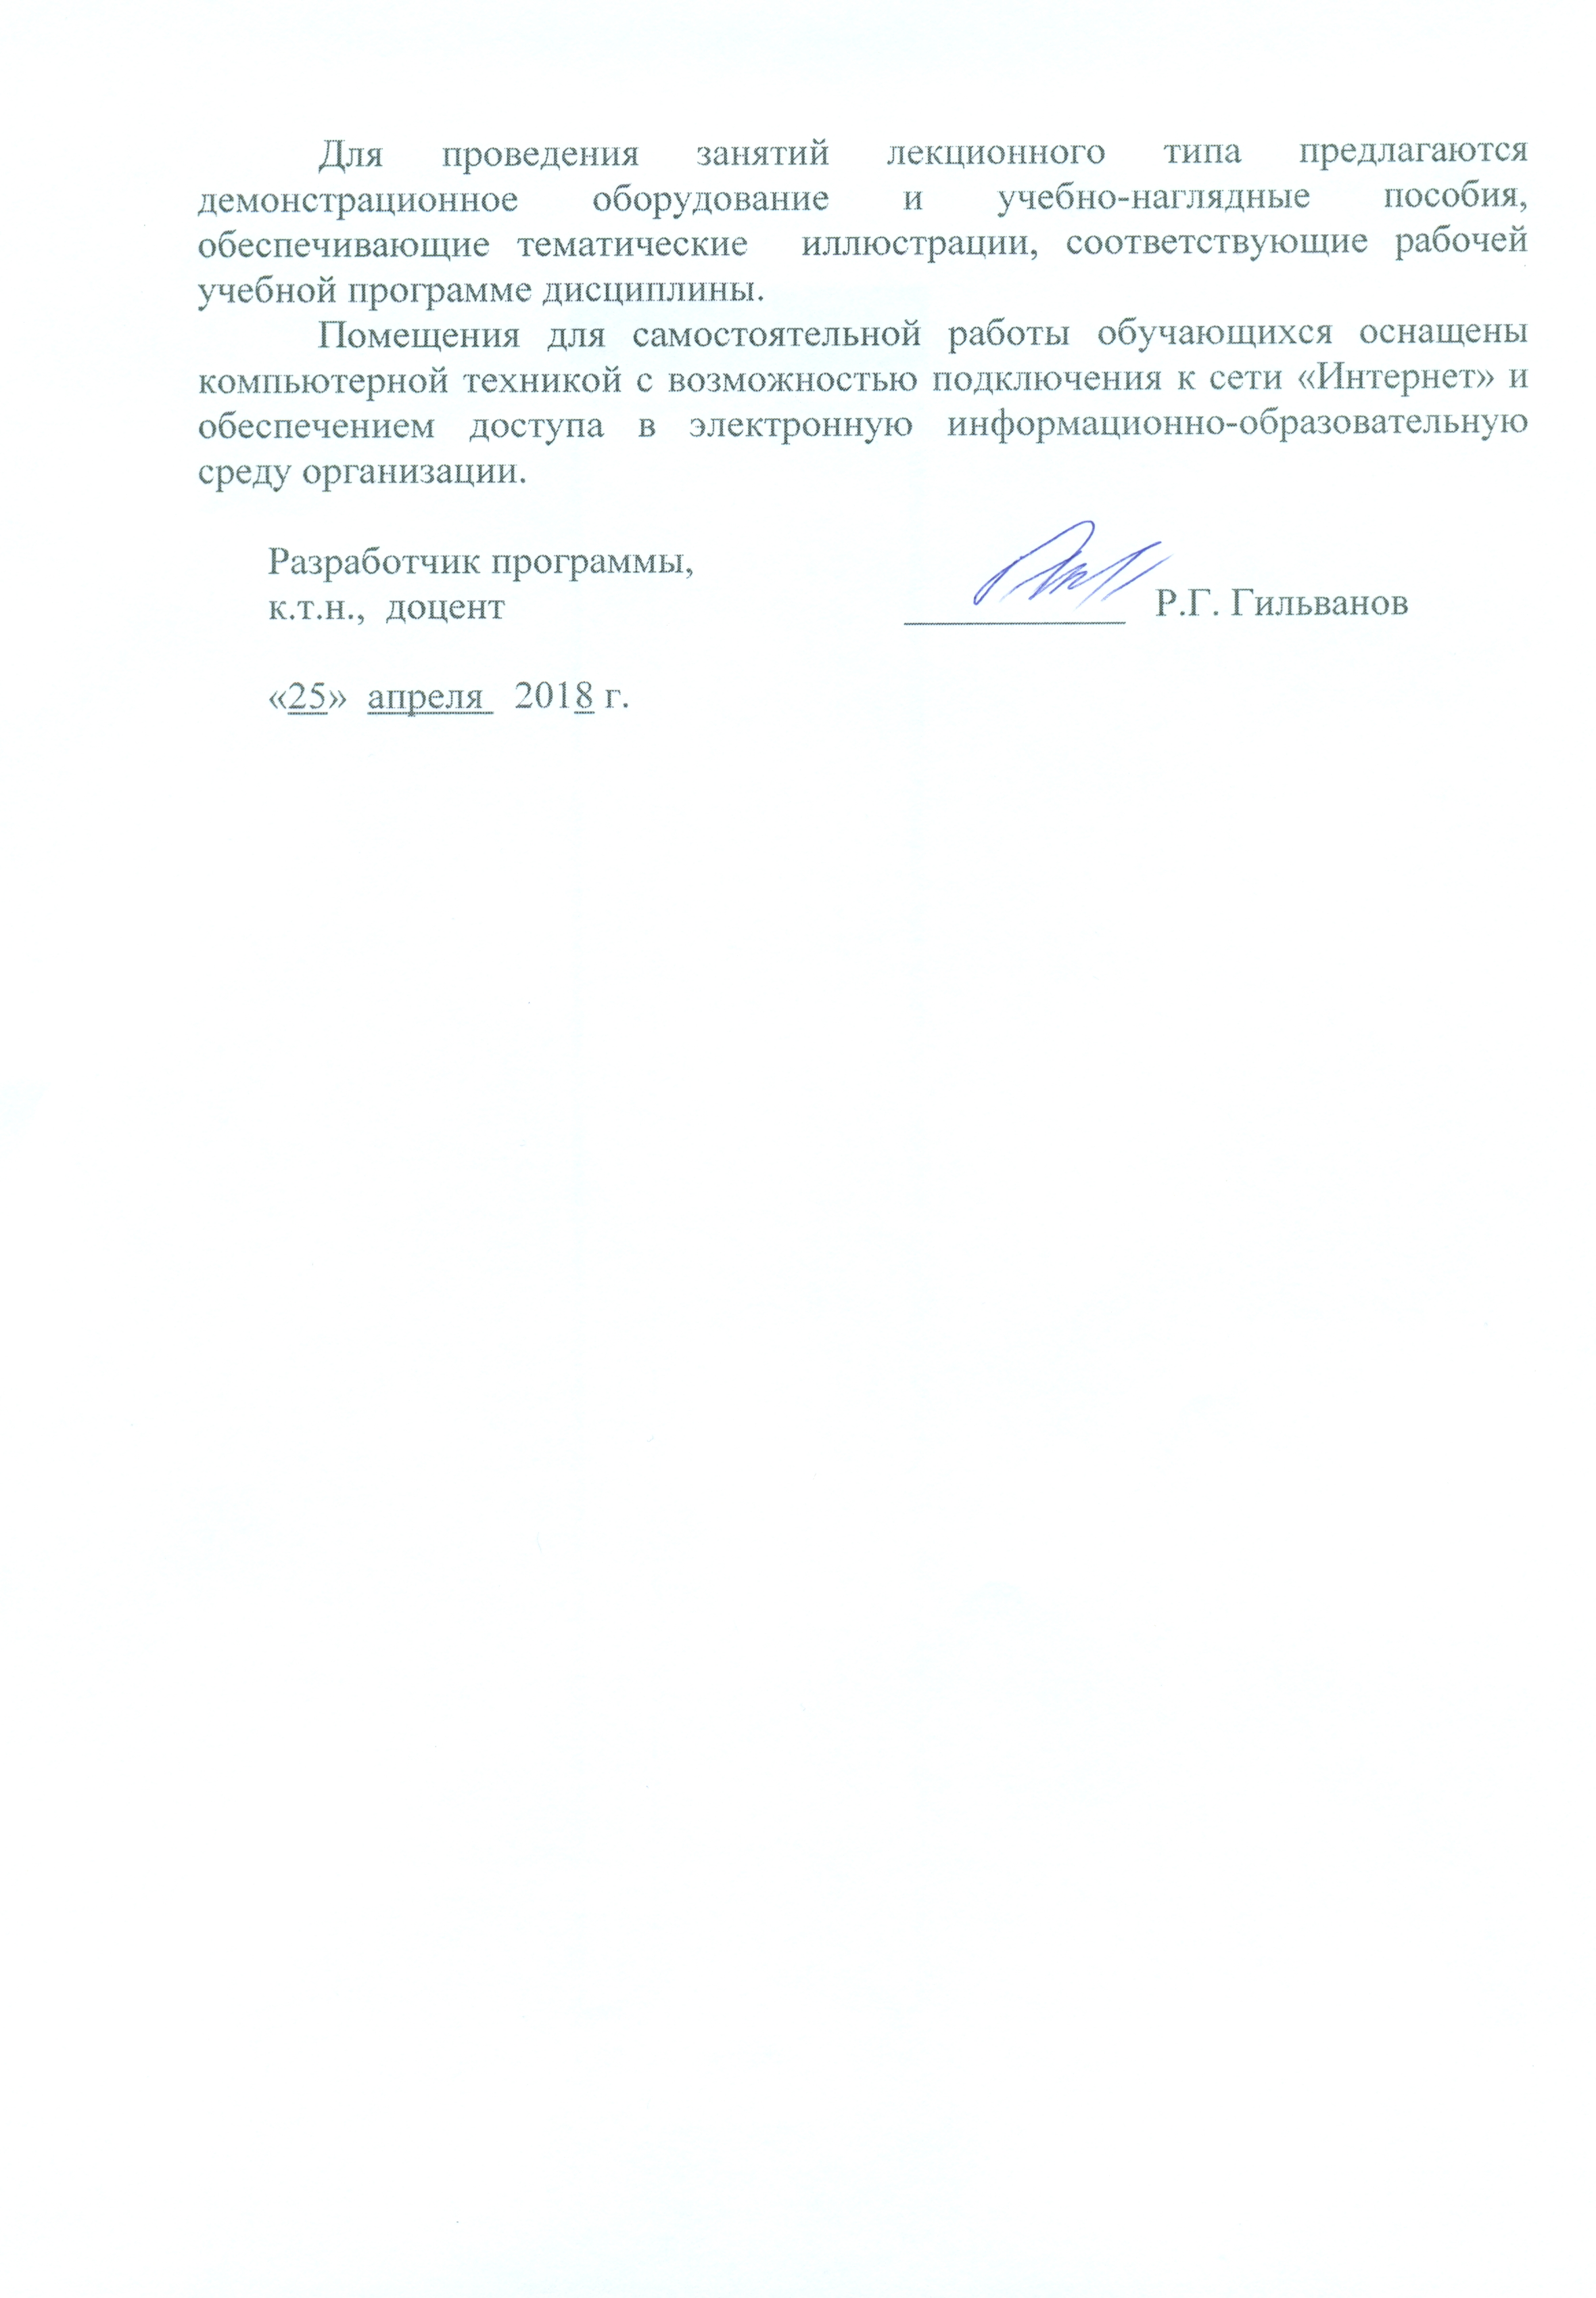 Для проведения занятий лекционного типа предлагаются
демонстрационное оборудование и учебно-наглядные пособия,
обеспечивающие тематические иллюстрации, соответствующие рабочей
учебной программе дисциплины.
Помещения для самостоятельной работы обучающихся оснащены
компьютерной техникой с возможностью подключения к сети «Интернет» и
обеспечением доступа в электронную информационно-образовательную
среду организации.
Разработчик программы,
к.т.н., доцент ___________ Р.Г. Гильванов
«25» апреля 2018 г.